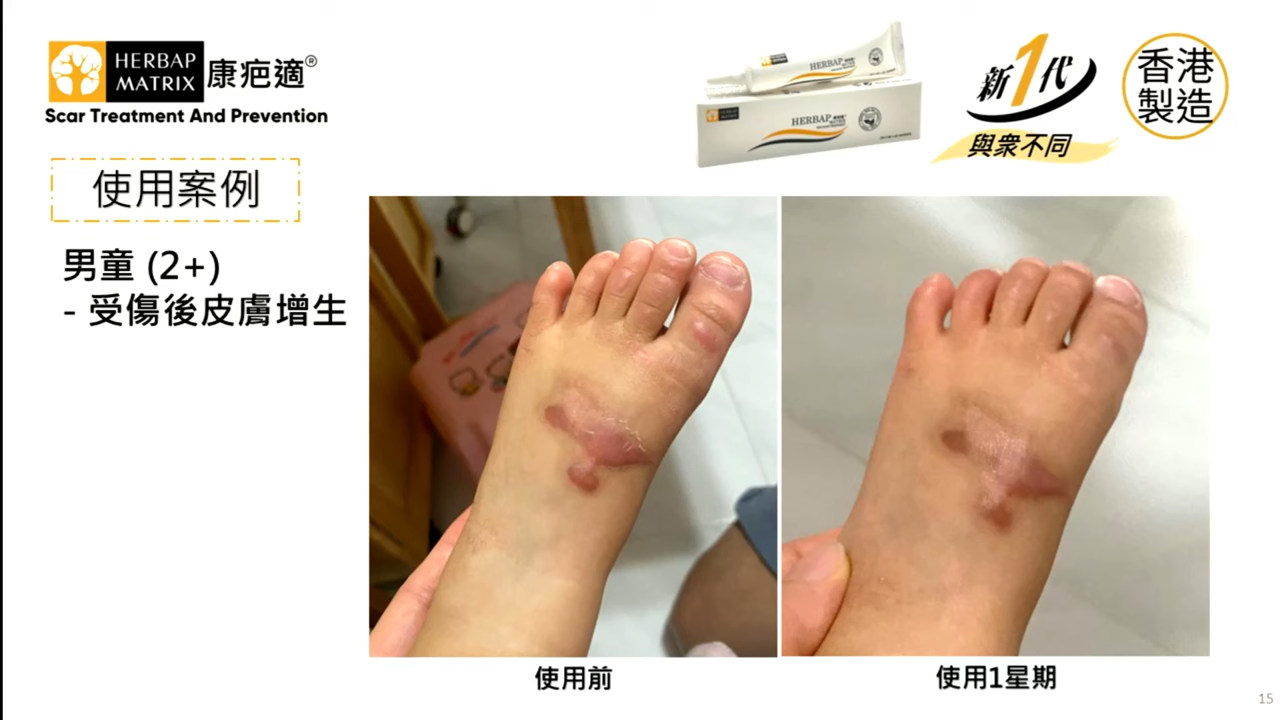 HERBAP
MATRIX
康疤適®
Scar Treatment And Prevention
HERBAP
HERBAP
新1代
與衆不同
香港
製造
使用案例
男童 (2+)
- 受傷後皮膚增生
使用前
使用1星期
15